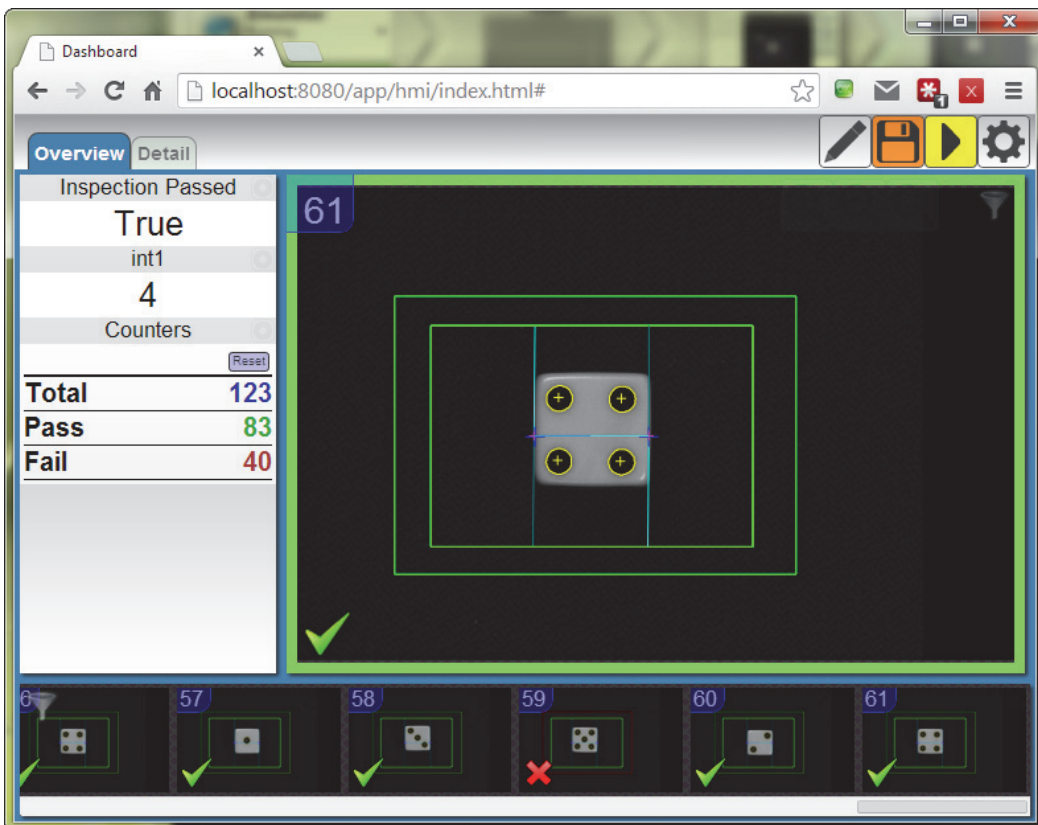 Dashboard
localhost:8080/app/hmi/index.html#
1
Overview Detail
Inspection Passed
True
int1
4
Counters
Reset
Total 123
Pass 83
Fail 40
61
57 58 59 60 61